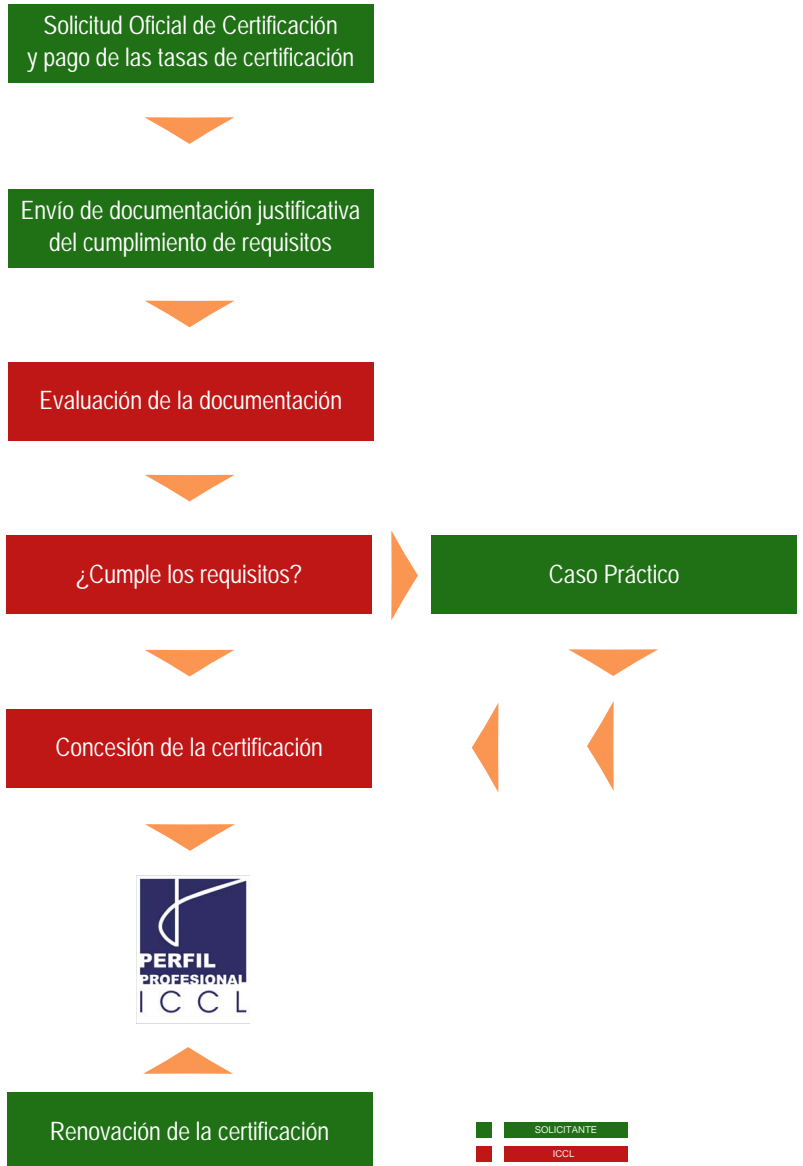 Solicitud Oficial de Certificación
y pago de las tasas de certificación
Envío de documentación justificativa
del cumplimiento de requisitos
Evaluación de la documentación
¿Cumple los requisitos?
Caso Práctico
Concesión de la certificación
PERFIL
PROFESIONAL
ICCL
Renovación de la certificación
SOLICITANTE
ICCL